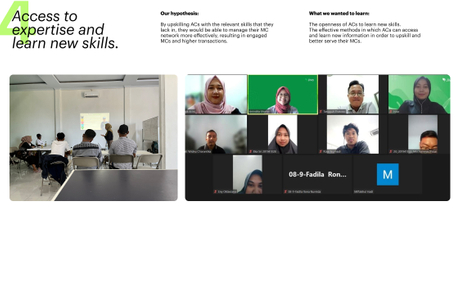 4
Access to
expertise and
learn new skills.
Our hypothesis:
By upskilling ACs with the relevant skills that they
lack in, they would be able to manage their MC
network more effectively, resulting in engaged
MCs and higher transactions.
What we wanted to learn:
The openness of ACs to learn new skills.
The effective methods in which ACs can access
and learn new information in order to upskill and
better serve their MCs.
08-9-Fadila Ron...
M